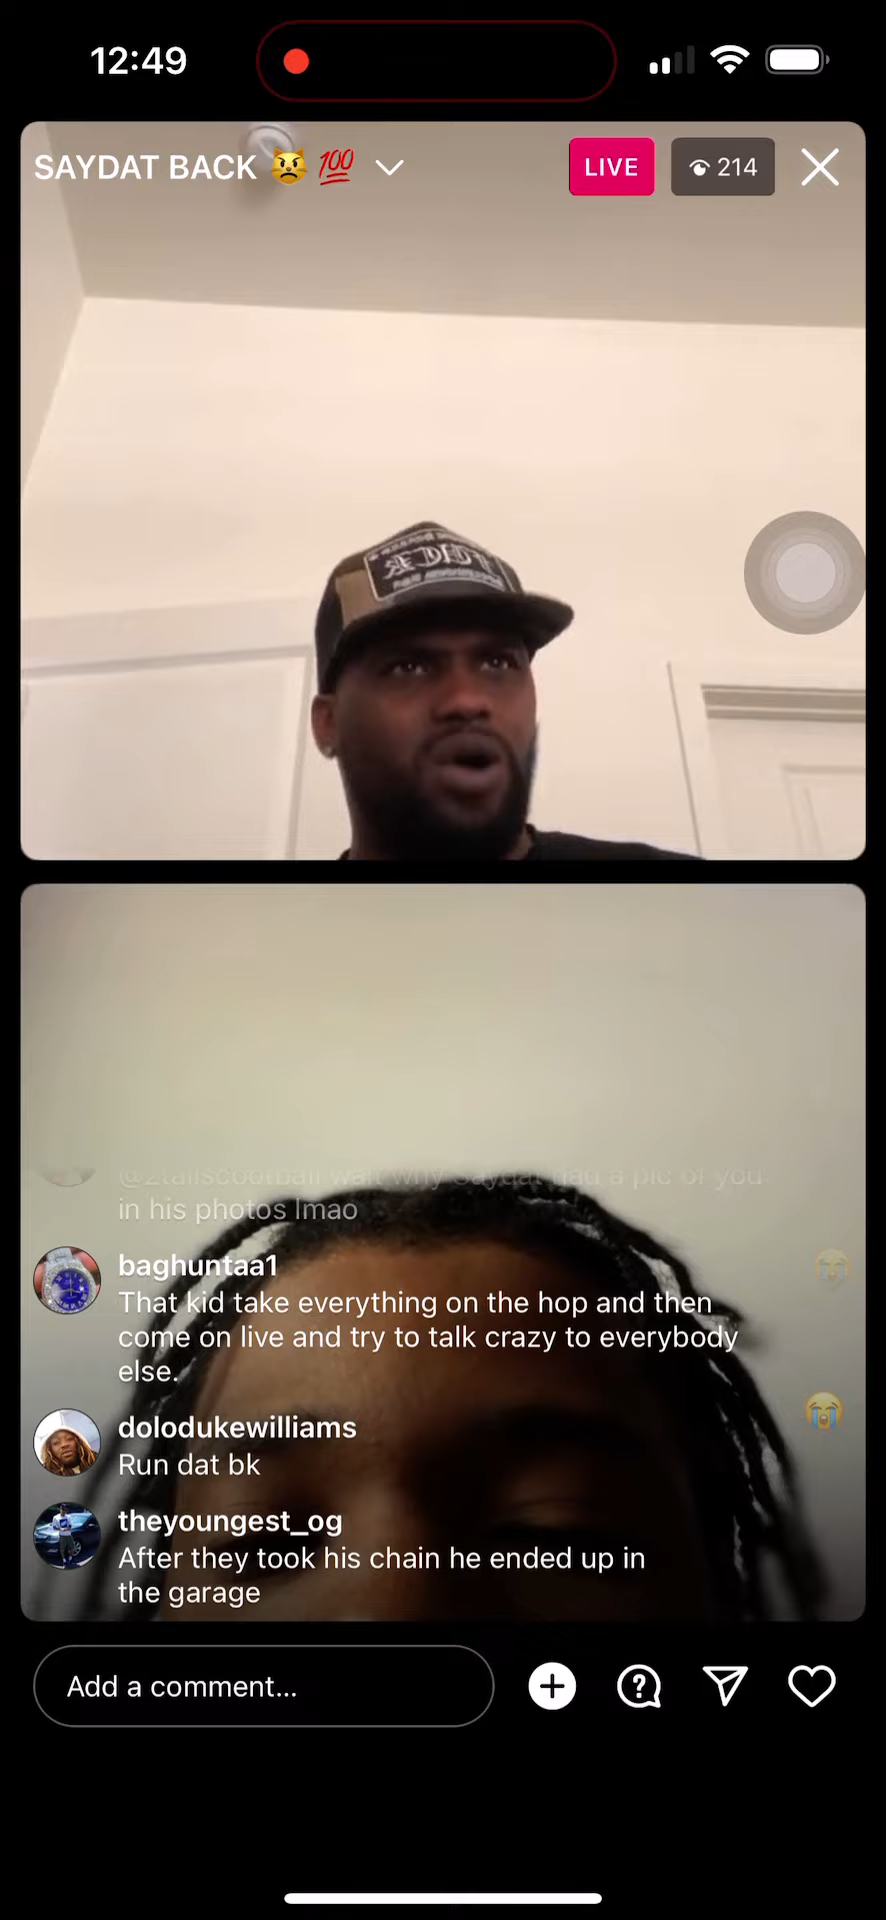 12:49
SAYDAT BACK 😾 💯
LIVE
214
in his photos lmao
baghuntaa1
That kid take everything on the hop and then
come on live and try to talk crazy to everybody
else.
dolodukewilliams
Run dat bk
theyoungest_og
After they took his chain he ended up in
the garage
Add a comment...